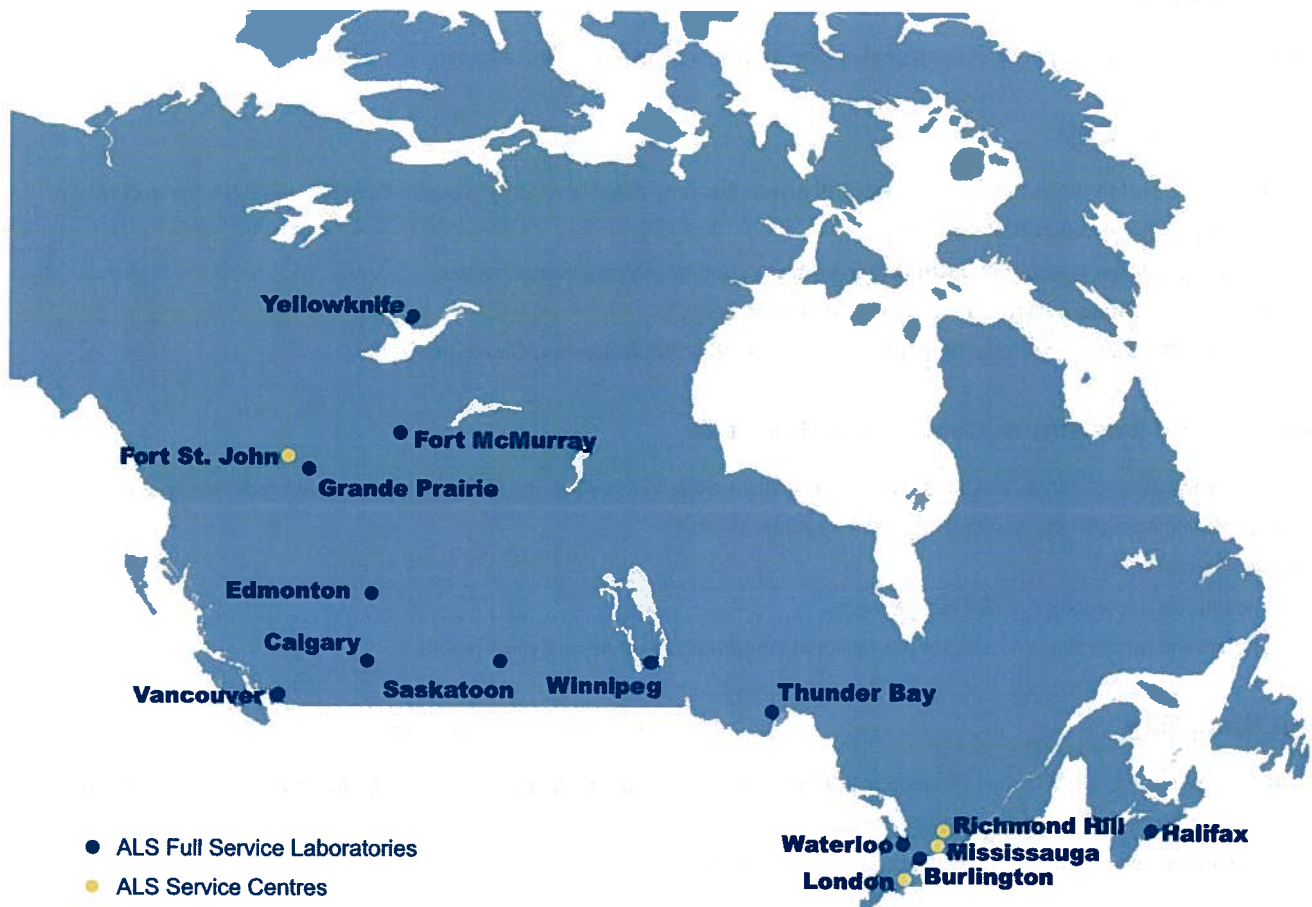 Yellowknife
Fort McMurray
Fort St. John
Grande Prairie
Edmonton
Calgary
Saskatoon
Winnipeg
Vancouver
Thunder Bay
Richmond Hill
Halifax
Waterloo
Mississauga
Burlington
London
ALS Full Service Laboratories
ALS Service Centres